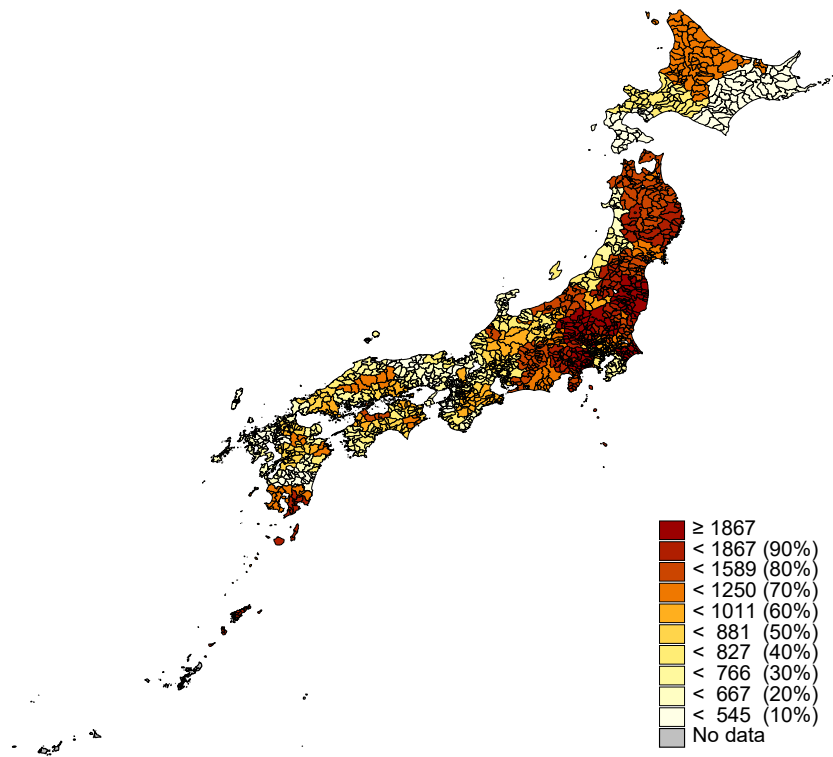 ≥ 1867
< 1867 (90%)
< 1589 (80%)
< 1250 (70%)
< 1011 (60%)
< 881 (50%)
< 827 (40%)
< 766 (30%)
< 667 (20%)
< 545 (10%)
No data